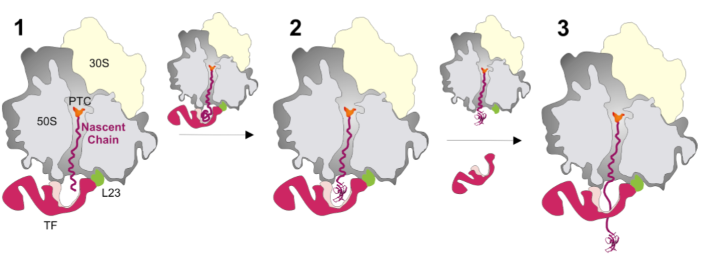 1
2
3
30S
PTC
50S
Nascent
Chain
L23
TF